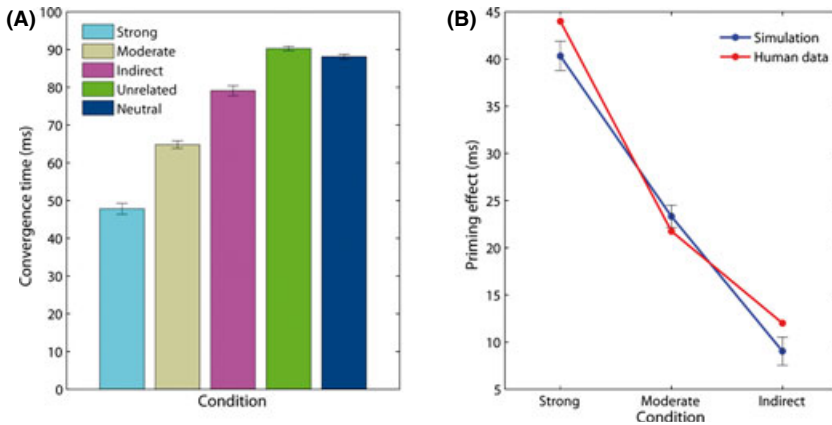 (A)
Convergence time (ms)
100
90
80
70
60
50
40
30
20
10
0
Strong
Moderate
Indirect
Unrelated
Neutral
Condition
(B)
Priming effect (ms)
45
40
35
30
25
20
15
10
5
Simulation
Human data
Strong Moderate Indirect
Condition